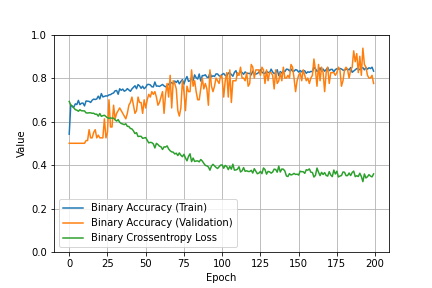 1.0
0.8
0.6
0.4
0.2
0.0
Value
Binary Accuracy (Train)
Binary Accuracy (Validation)
Binary Crossentropy Loss
0 25 50 75 100 125 150 175 200
Epoch